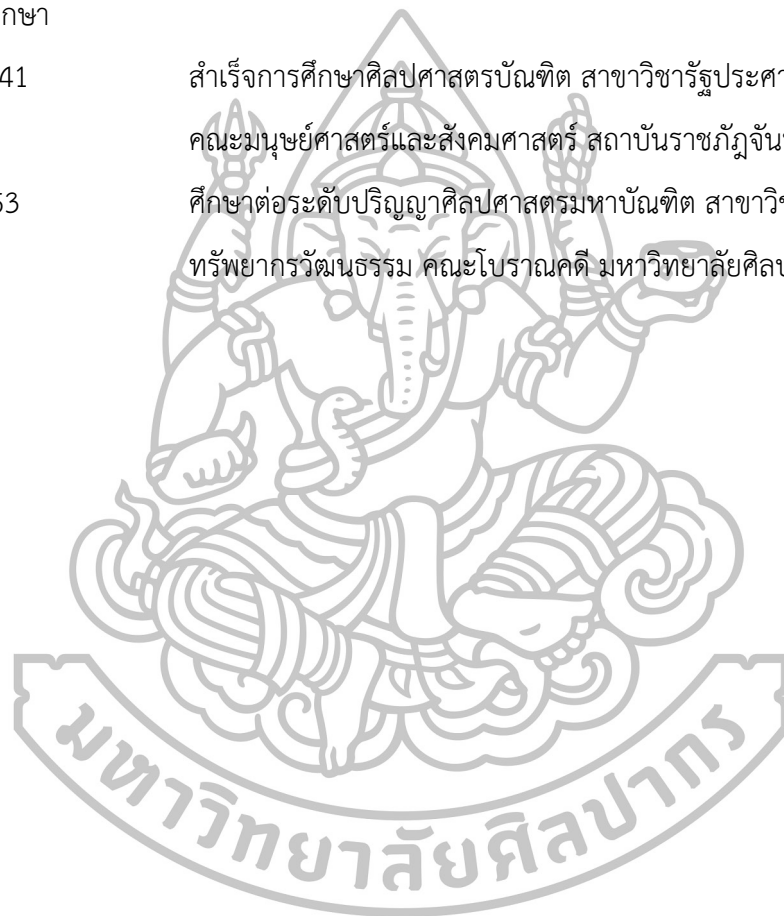 กษา
41 สำเร็จการศึกษาศิลปศาสตรบัณฑิต สาขาวิชารัฐประศา
คณะมนุษย์ศาสตร์และสังคมศาสตร์ สถาบันราชภัฏจัน
53 ศึกษาต่อระดับปริญญาศิลปศาสตรมหาบัณฑิต สาขาวิช
ทรัพยากรวัฒนธรรม คณะโบราณคดี มหาวิทยาลัยศิลป
มหาวิทยาลัยศิลปากร